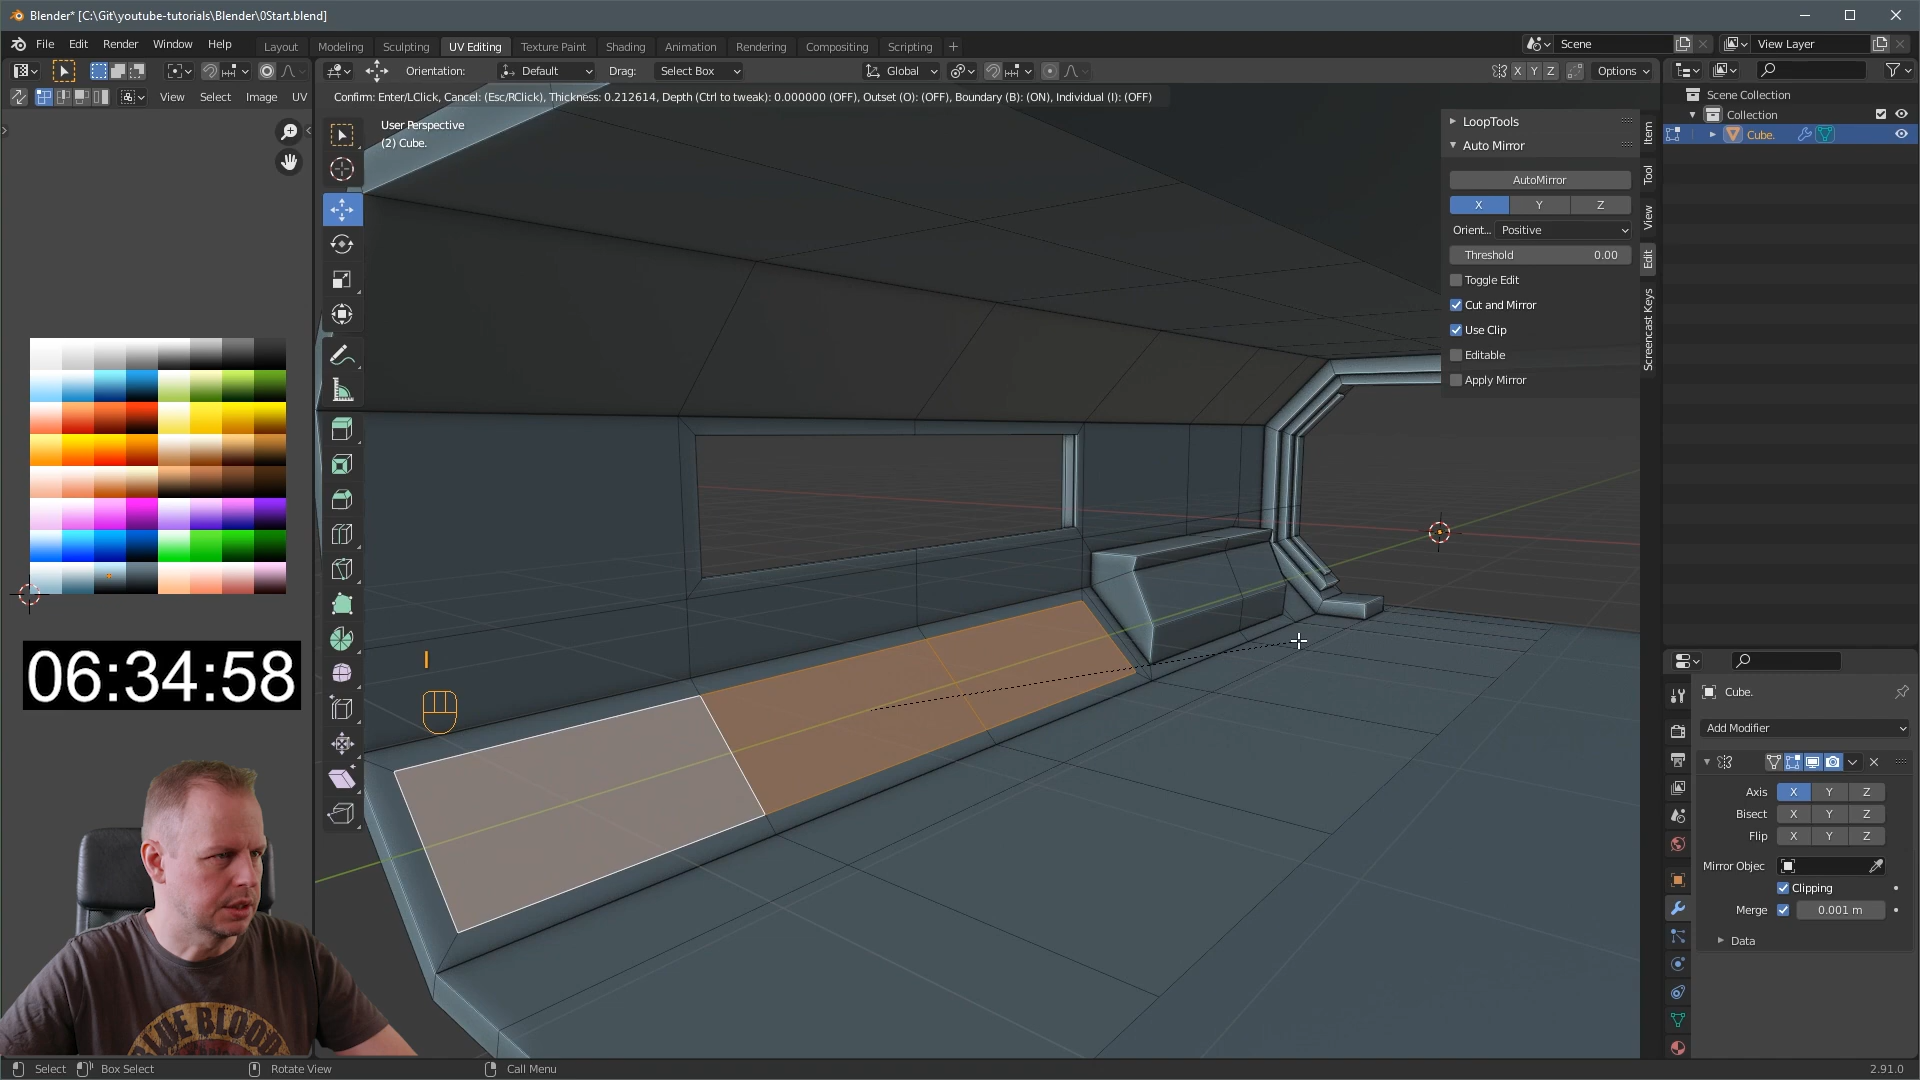 Blender* [C:\Git\youtube-tutorials\Blender\0Start.blend]
File Edit Render Window Help
Layout Modeling Sculpting UV Editing Texture Paint Shading Animation Rendering Compositing Scripting +
Scene
View Layer
Orientation: Default Drag: Select Box
Global
X Y Z Options
View Select Image UV
Confirm: Enter/LClick, Cancel: (Esc/RClick), Thickness: 0.212614, Depth (Ctrl to tweak): 0.000000 (OFF), Outset (O): (OFF), Boundary (B): (ON), Individual (I): (OFF)
User Perspective
(2) Cube.
LoopTools
Auto Mirror
AutoMirror
X Y Z
Orient... Positive
Threshold 0.00
Toggle Edit
Cut and Mirror
Use Clip
Editable
Apply Mirror
Item
Tool
View
Edit
Screencast Keys
Scene Collection
Collection
Cube.
I
06:34:58
BLUE BLOOD
Cube.
Add Modifier
Axis X Y Z
Bisect X Y Z
Flip X Y Z
Mirror Objec
Clipping
Merge 0.001 m
Data
Select Box Select Rotate View Call Menu
2.91.0